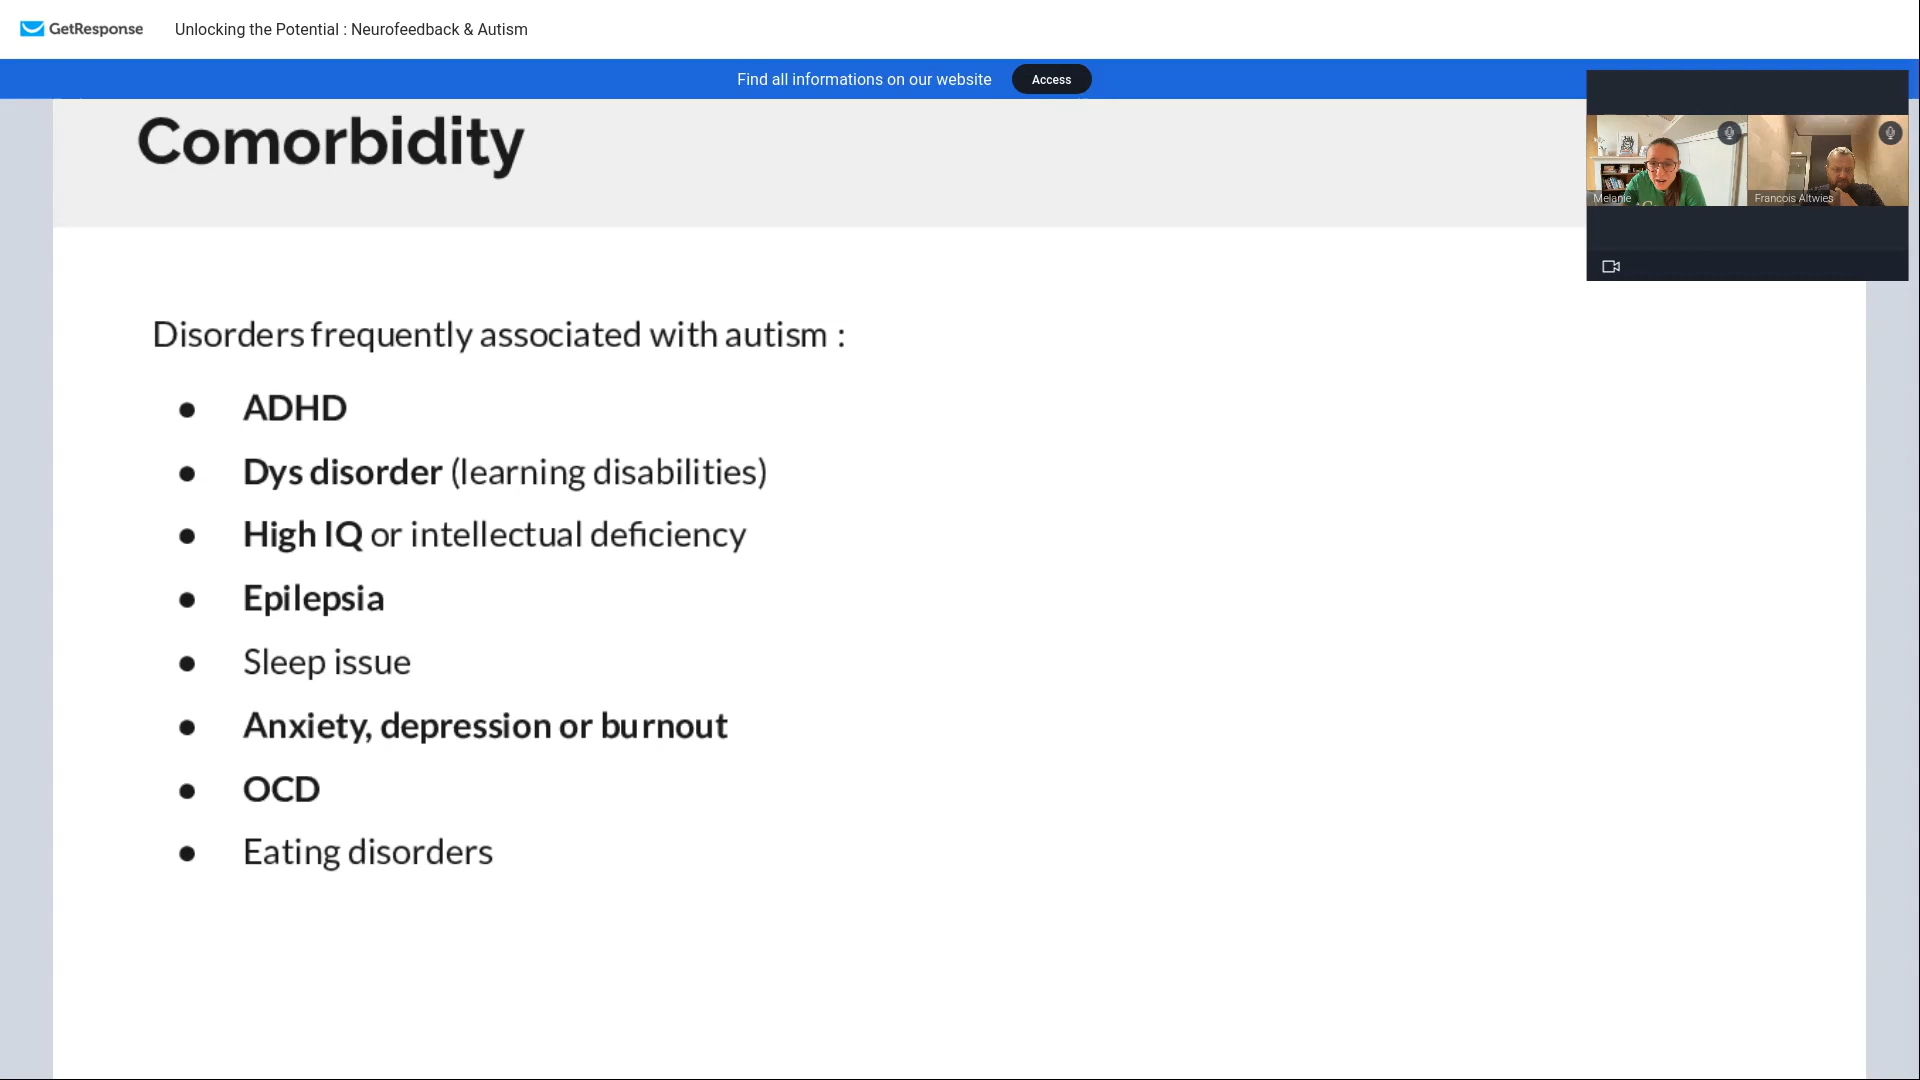 GetResponse
Unlocking the Potential : Neurofeedback & Autism
Find all informations on our website
Access
Comorbidity
Melanie
Francois Altwies
Disorders frequently associated with autism :
● ADHD
● Dys disorder (learning disabilities)
● High IQ or intellectual deficiency
● Epilepsia
● Sleep issue
● Anxiety, depression or burnout
● OCD
● Eating disorders